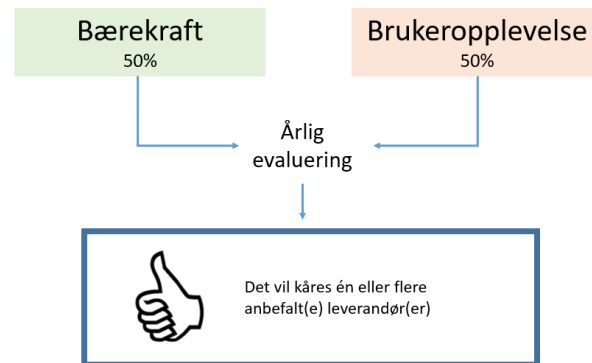 Bærekraft
50%
Brukeropplevelse
50%
Årlig
evaluering
Det vil kåres én eller flere
anbefalt(e) leverandør(er)